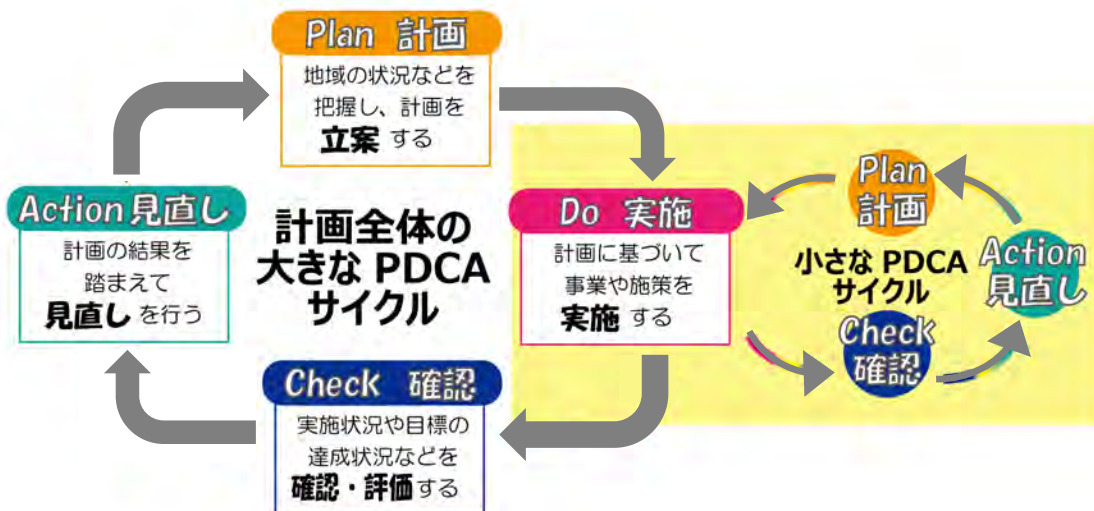 Plan 計画
地域の状況などを
把握し、計画を
立案 する
Do 実施
計画に基づいて
事業や施策を
実施 する
Check 確認
実施状況や目標の
達成状況などを
確認・評価する
Action 見直し
計画の結果を
踏まえて
見直し を行う
計画全体の
大きな PDCA
サイクル
Plan
計画
小さな PDCA
サイクル
Check
確認
Action
見直し